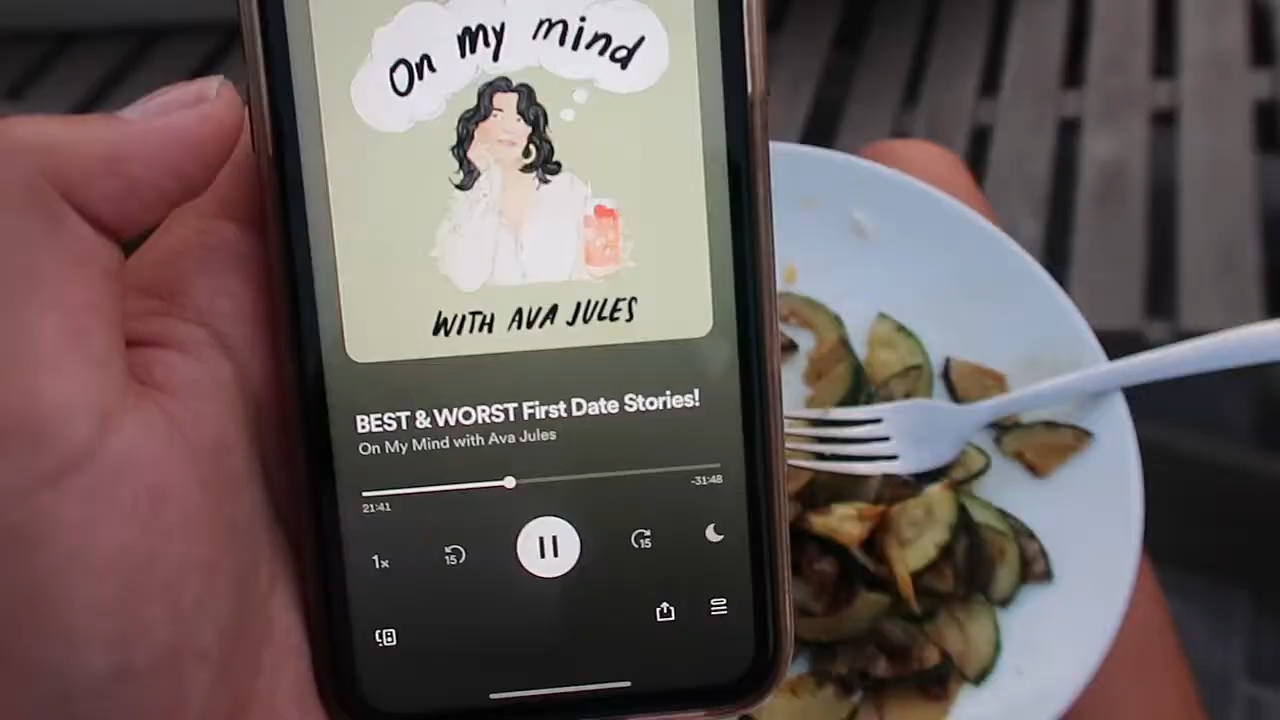 On my mind
WITH AVA JULES
BEST & WORST First Date Stories!
On My Mind with Ava Jules
21:41
-31:48
1x
15
15